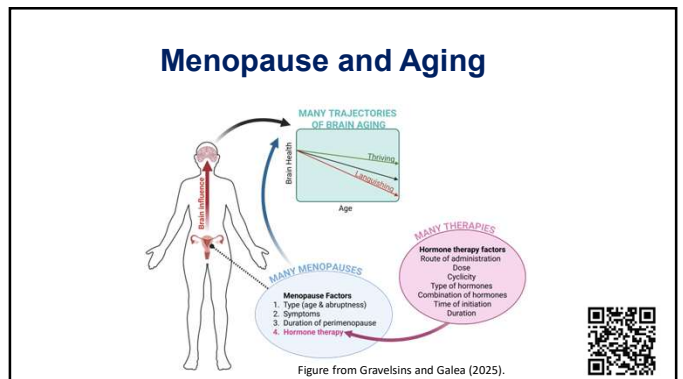 Menopause and Aging
MANY TRAJECTORIES
OF BRAIN AGING
Brain Health
Thriving
Languishing
Age
Brain Influence
MANY MENOPAUSES
Menopause Factors
1. Type (age & abruptness)
2. Symptoms
3. Duration of perimenopause
4. Hormone therapy
MANY THERAPIES
Hormone therapy factors
Route of administration
Dose
Cyclicity
Type of hormones
Combination of hormones
Time of initiation
Duration
Figure from Gravelsins and Galea (2025).